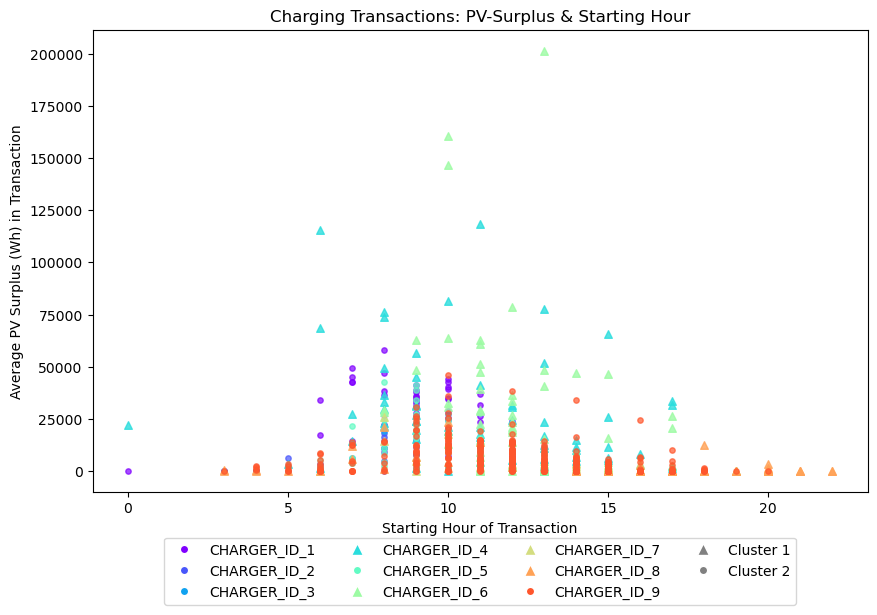 Charging Transactions: PV-Surplus & Starting Hour
Average PV Surplus (Wh) in Transaction
200000
175000
150000
125000
100000
75000
50000
25000
0
0 5 10 15 20
Starting Hour of Transaction
CHARGER_ID_1 CHARGER_ID_4 CHARGER_ID_7 Cluster 1
CHARGER_ID_2 CHARGER_ID_5 CHARGER_ID_8 Cluster 2
CHARGER_ID_3 CHARGER_ID_6 CHARGER_ID_9